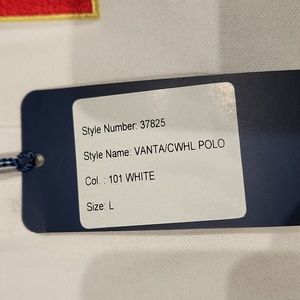 Style Number: 37825
Style Name: VANTA/CWHL POLO
Col. : 101 WHITE
Size: L